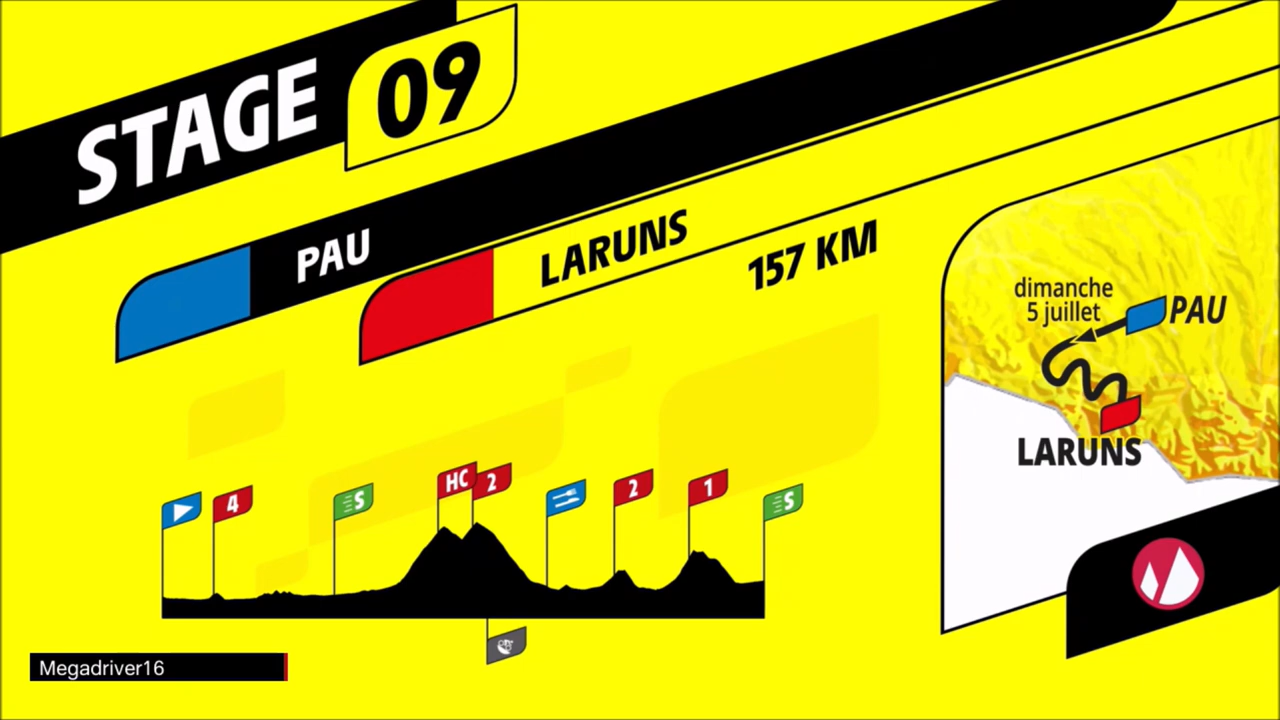 STAGE 09
PAU
LARUNS
157 KM
dimanche
5 juillet
PAU
LARUNS
4
S
HC
2
2
1
S
Megadriver16